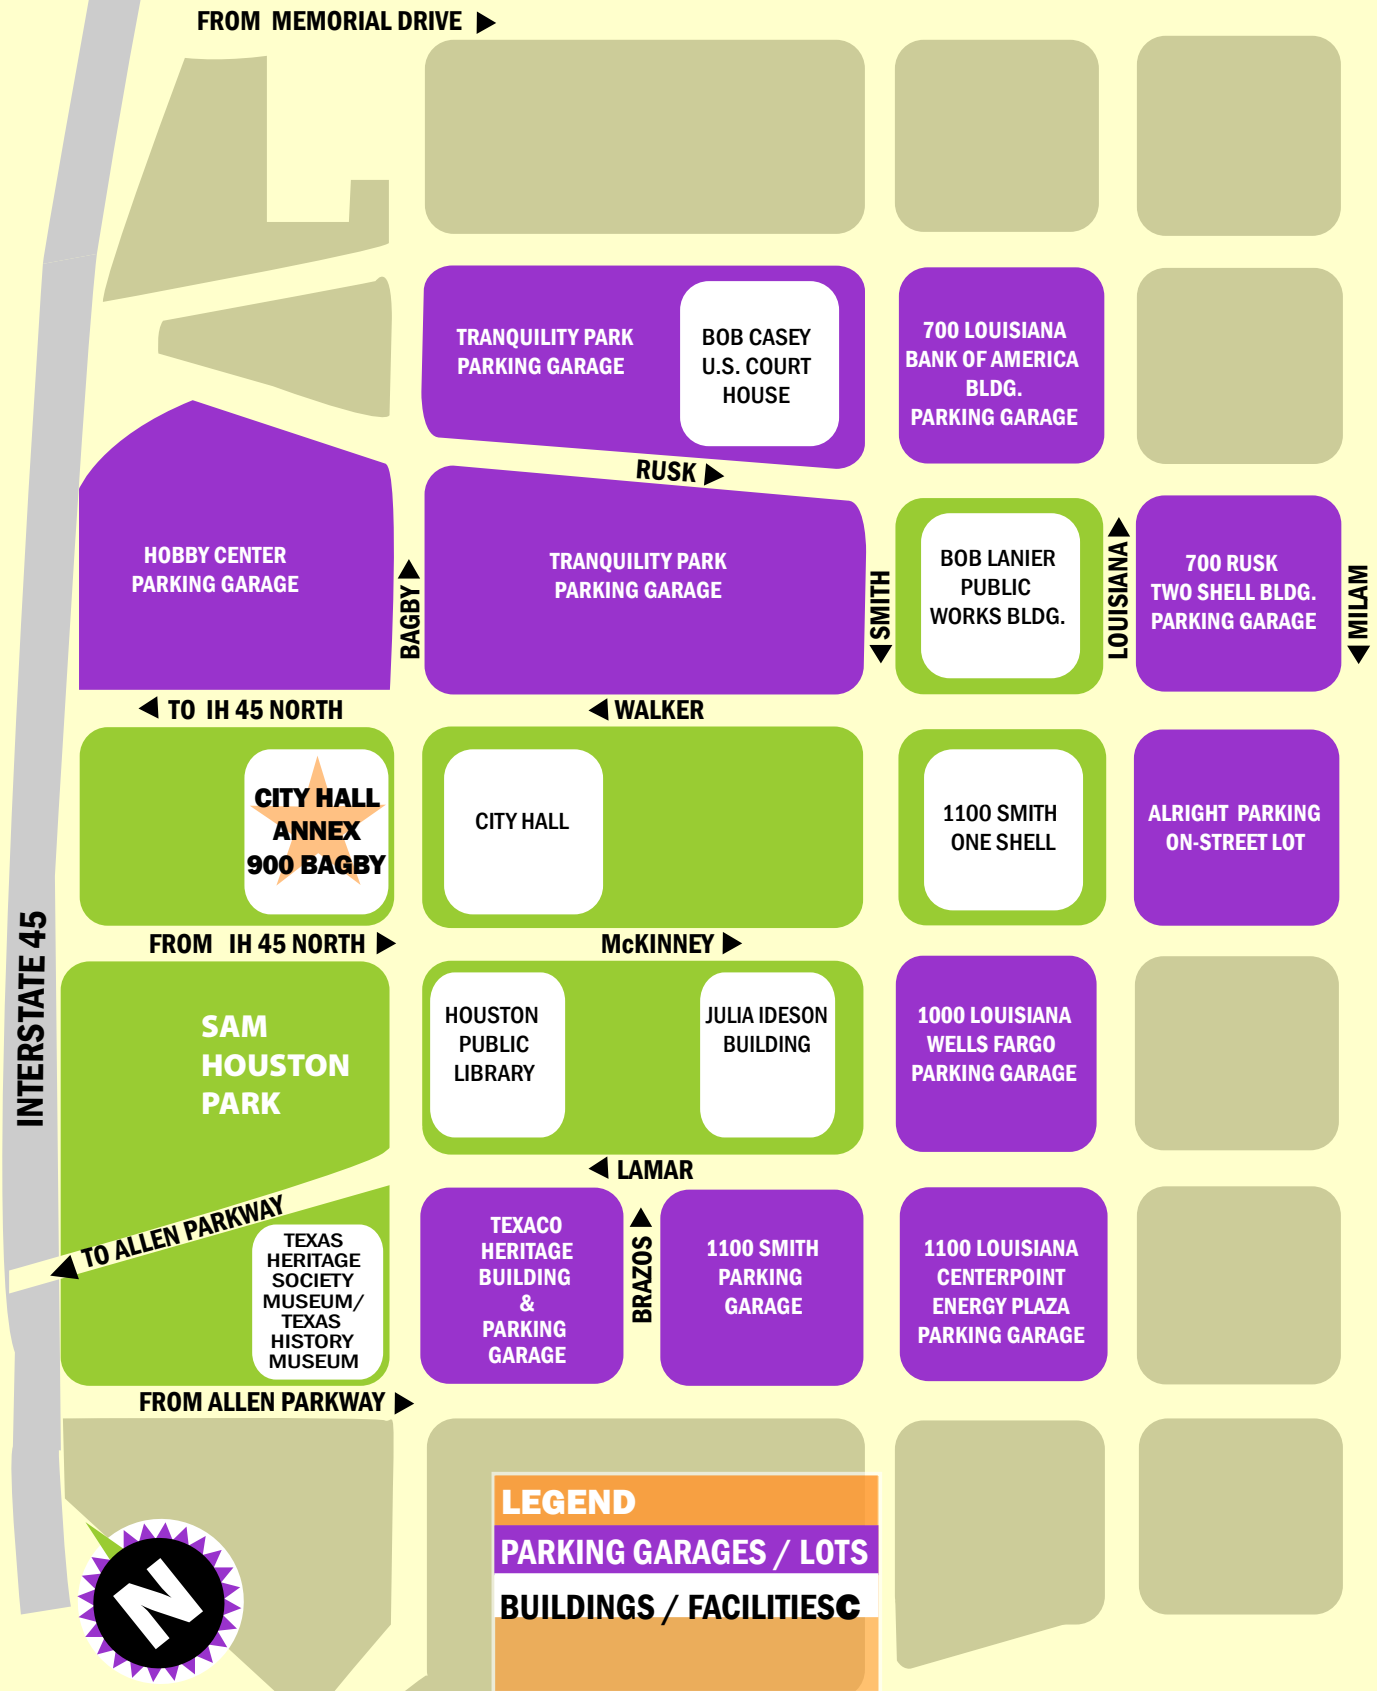 FROM MEMORIAL DRIVE
TRANQUILITY PARK
PARKING GARAGE
BOB CASEY
U.S. COURT
HOUSE
700 LOUISIANA
BANK OF AMERICA
BLDG.
PARKING GARAGE
RUSK
HOBBY CENTER
PARKING GARAGE
BAGBY
TRANQUILITY PARK
PARKING GARAGE
SMITH
BOB LANIER
PUBLIC
WORKS BLDG.
LOUISIANA
700 RUSK
TWO SHELL BLDG.
PARKING GARAGE
MILAM
TO IH 45 NORTH
WALKER
CITY HALL
ANNEX
900 BAGBY
CITY HALL
1100 SMITH
ONE SHELL
ALRIGHT PARKING
ON-STREET LOT
INTERSTATE 45
FROM IH 45 NORTH
McKINNEY
SAM
HOUSTON
PARK
HOUSTON
PUBLIC
LIBRARY
JULIA IDESON
BUILDING
1000 LOUISIANA
WELLS FARGO
PARKING GARAGE
LAMAR
TO ALLEN PARKWAY
TEXAS
HERITAGE
SOCIETY
MUSEUM/
TEXAS
HISTORY
MUSEUM
TEXACO
HERITAGE
BUILDING
&
PARKING
GARAGE
BRAZOS
1100 SMITH
PARKING
GARAGE
1100 LOUISIANA
CENTERPOINT
ENERGY PLAZA
PARKING GARAGE
FROM ALLEN PARKWAY
LEGEND
PARKING GARAGES / LOTS
BUILDINGS / FACILITIESC
N